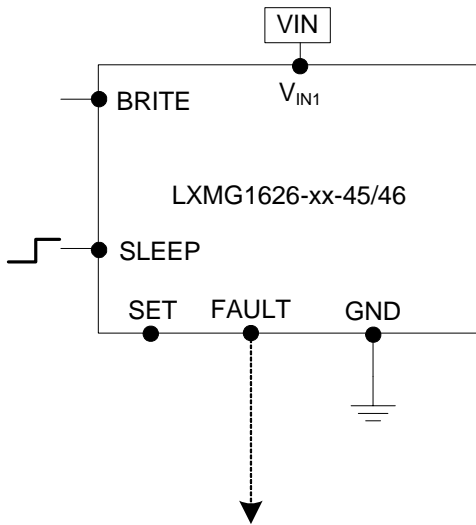 VIN
VIN1
BRITE
LXMG1626-xx-45/46
SLEEP
SET FAULT GND